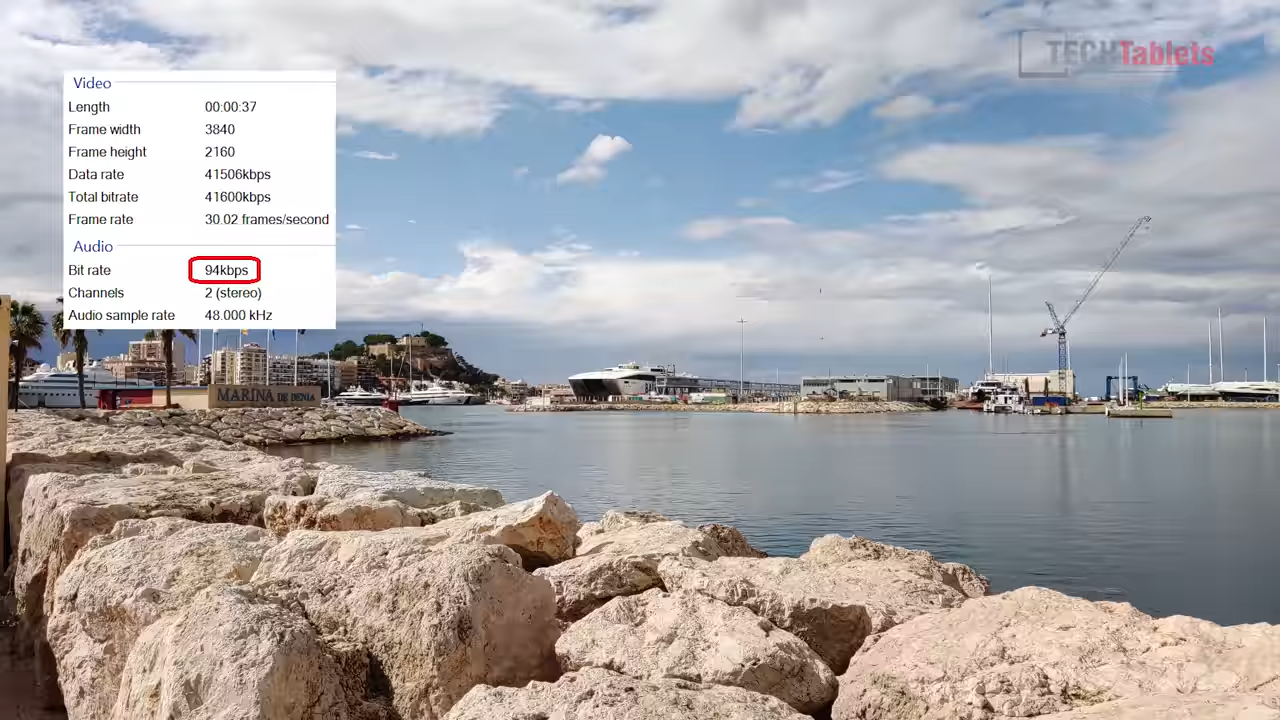 TECHTablets
Video
Length 00:00:37
Frame width 3840
Frame height 2160
Data rate 41506kbps
Total bitrate 41600kbps
Frame rate 30.02 frames/second
Audio
Bit rate 94kbps
Channels 2 (stereo)
Audio sample rate 48.000 kHz
MARINA DE DENIA